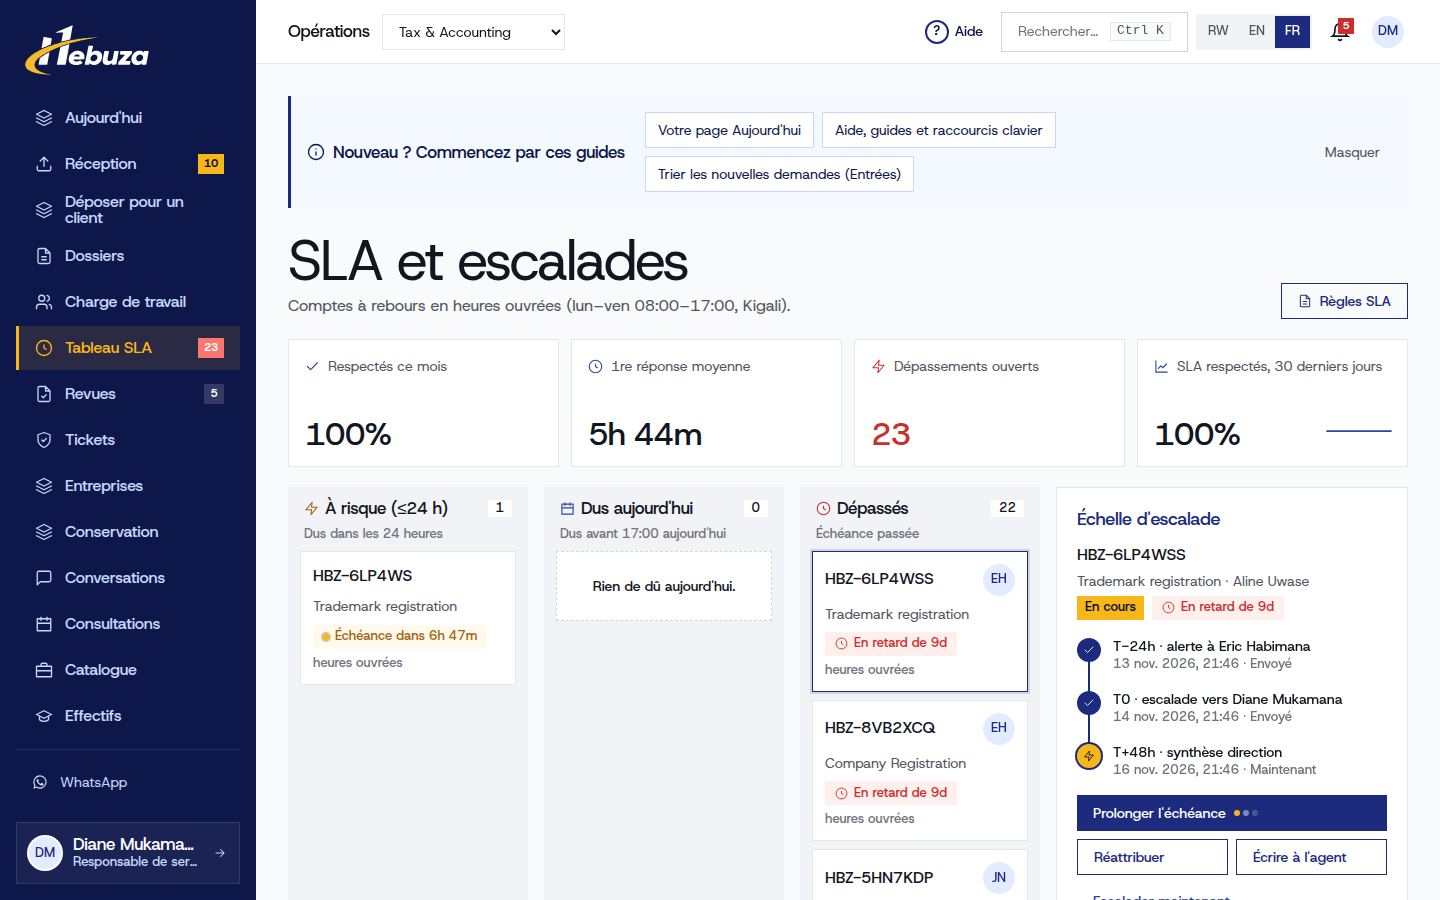 Hebuza
Aujourd'hui
Réception
10
Déposer pour un
client
Dossiers
Charge de travail
Tableau SLA
23
Revues
5
Tickets
Entreprises
Conservation
Conversations
Consultations
Catalogue
Effectifs
WhatsApp
DM
Diane Mukama...
Responsable de ser...
Opérations
Tax & Accounting
? Aide
Rechercher...
Ctrl K
RW
EN
FR
5
DM
Nouveau ? Commencez par ces guides
Votre page Aujourd'hui
Aide, guides et raccourcis clavier
Trier les nouvelles demandes (Entrées)
Masquer
SLA et escalades
Comptes à rebours en heures ouvrées (lun–ven 08:00–17:00, Kigali).
Règles SLA
Respectés ce mois
100%
1re réponse moyenne
5h 44m
Dépassements ouverts
23
SLA respectés, 30 derniers jours
100%
À risque (≤24 h)
1
Dus dans les 24 heures
HBZ-6LP4WS
Trademark registration
Échéance dans 6h 47m
heures ouvrées
Dus aujourd'hui
0
Dus avant 17:00 aujourd'hui
Rien de dû aujourd'hui.
Dépassés
22
Échéance passée
HBZ-6LP4WSS
EH
Trademark registration
En retard de 9d
heures ouvrées
HBZ-8VB2XCQ
EH
Company Registration
En retard de 9d
heures ouvrées
HBZ-5HN7KDP
JN
Échelle d'escalade
HBZ-6LP4WSS
Trademark registration · Aline Uwase
En cours
En retard de 9d
T−24h · alerte à Eric Habimana
13 nov. 2026, 21:46 · Envoyé
T0 · escalade vers Diane Mukamana
14 nov. 2026, 21:46 · Envoyé
T+48h · synthèse direction
16 nov. 2026, 21:46 · Maintenant
Prolonger l'échéance
Réattribuer
Écrire à l'agent
Escalader maintenant